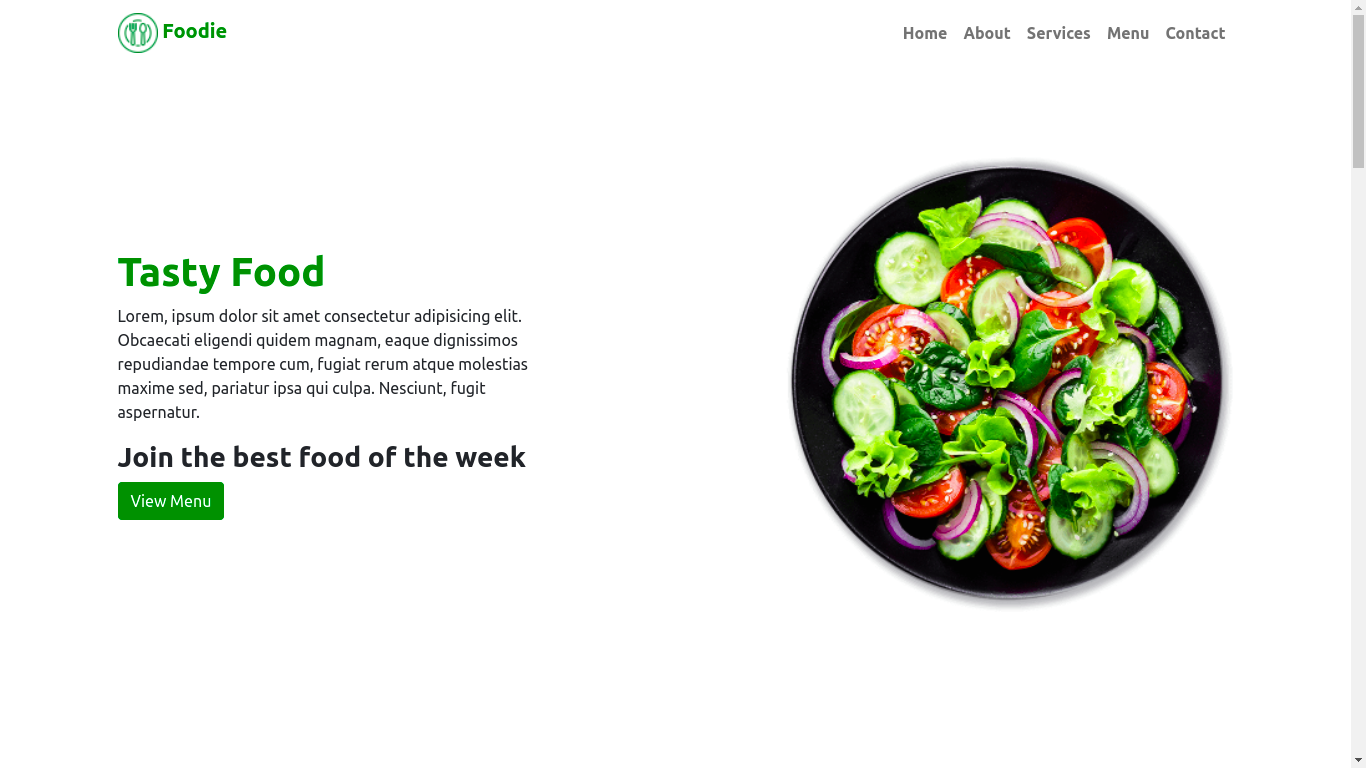 Foodie
Home About Services Menu Contact
Tasty Food
Lorem, ipsum dolor sit amet consectetur adipisicing elit.
Obcaecati eligendi quidem magnam, eaque dignissimos
repudiandae tempore cum, fugiat rerum atque molestias
maxime sed, pariatur ipsa qui culpa. Nesciunt, fugit
aspernatur.
Join the best food of the week
View Menu